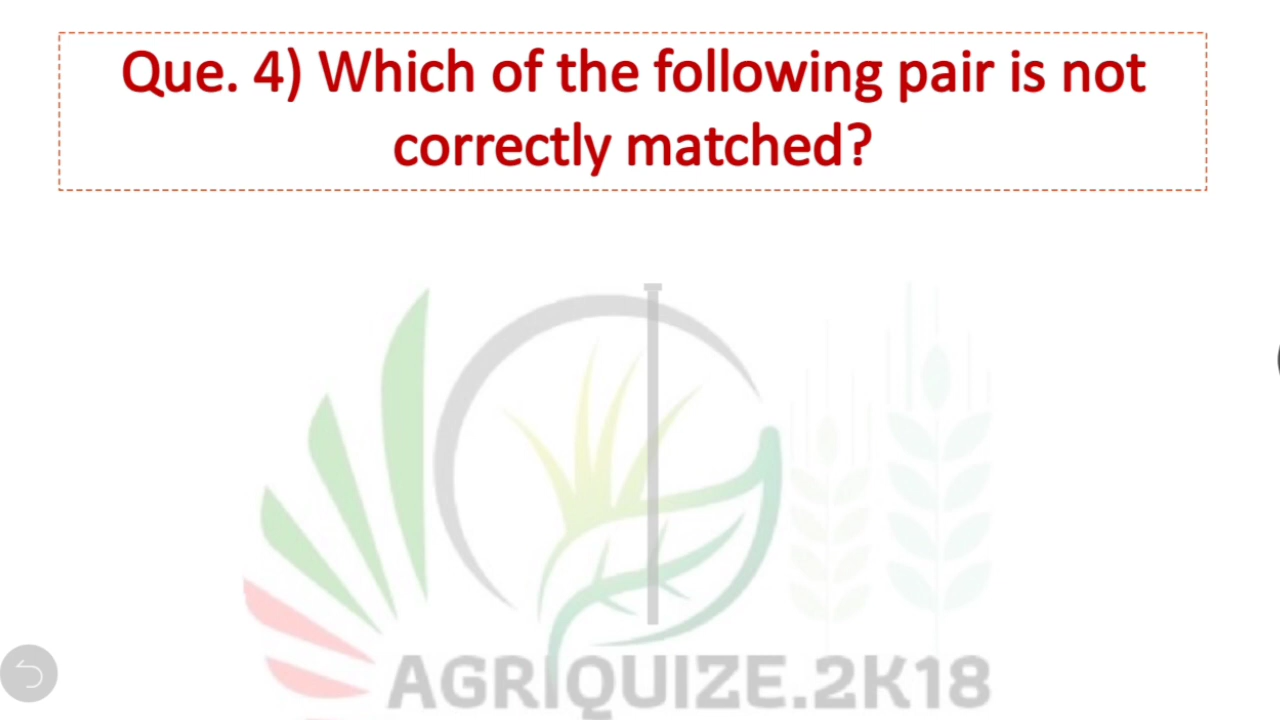 Que. 4) Which of the following pair is not
correctly matched?
AGRIQUIZE.2K18